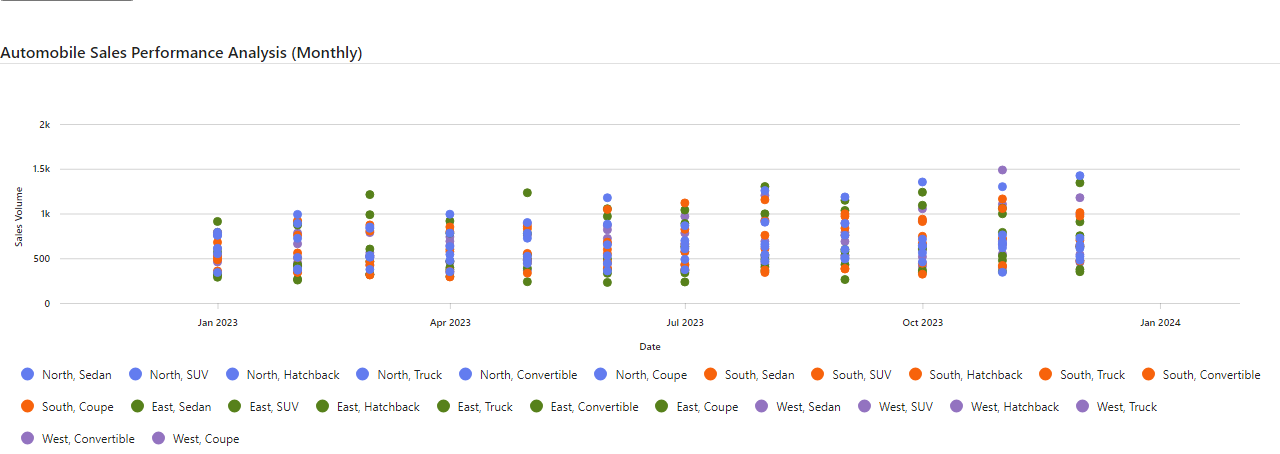 Automobile Sales Performance Analysis (Monthly)
2k
1.5k
1k
500
0
Sales Volume
Jan 2023 Apr 2023 Jul 2023 Oct 2023 Jan 2024
Date
North, Sedan North, SUV North, Hatchback North, Truck North, Convertible North, Coupe South, Sedan South, SUV South, Hatchback South, Truck South, Convertible
South, Coupe East, Sedan East, SUV East, Hatchback East, Truck East, Convertible East, Coupe West, Sedan West, SUV West, Hatchback West, Truck
West, Convertible West, Coupe